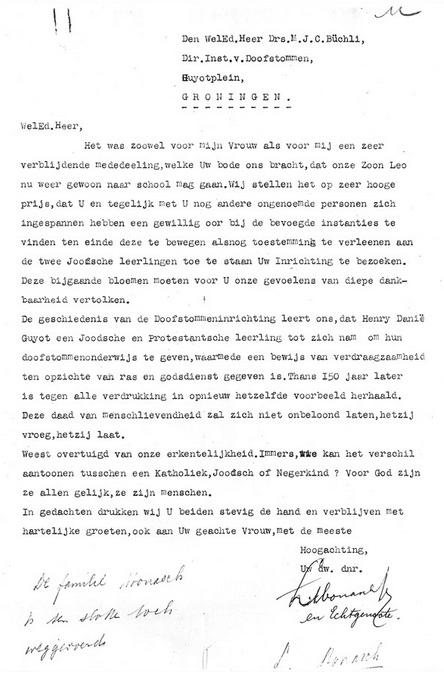 Den WelEd.Heer Drs.M.J.C.Büchli,
Dir.Inst.v.Doofstommen,
Guyotplein,
GRONINGEN.
WelEd.Heer,
Het was zoowel voor mijn Vrouw als voor mij een zeer
verblijdende mededeeling,welke Uw bode ons bracht,dat onze Zoon Leo
nu weer gewoon naar school mag gaan.Wij stellen het op zeer hooge
prijs,dat U en tegelijk met U nog andere ongenoemde personen zich
ingespannen hebben een gewillig oor bij de bevoegde instanties te
vinden ten einde deze te bewegen alsnog toestemming te verleenen aan
de twee Joodsche leerlingen toe te staan Uw Inrichting te bezoeken.
Deze bijgaande bloemen moeten voor U onze gevoelens van diepe dank-
baarheid vertolken.
De geschiedenis van de Doofstommeninrichting leert ons,dat Henry Danië
Guyot een Joodsche en Protestantsche leerling tot zich nam om hun
doofstommenonderwijs te geven,waarmede een bewijs van verdraagzaamheid
ten opzichte van ras en godsdienst gegeven is.Thans I50 jaar later
is tegen alle verdrukking in opnieuw hetzelfde voorbeeld herhaald.
Deze daad van menschlievendheid zal zich niet onbeloond laten,hetzij
vroeg,hetzij laat.
Weest overtuigd van onze erkentelijkheid.Immers,wie kan het verschil
aantoonen tusschen een Katholiek,Joodsch of Negerkind ? Voor God zijn
ze allen gelijk,ze zijn menschen.
In gedachten drukken wij U beiden stevig de hand en verblijven met
hartelijke groeten,ook aan Uw geachte Vrouw,met de meeste
Hoogachting,
Uw dw. dnr.
en Echtgenote.
De familie Monasch
is ten slotte toch
weggevoerd
Monasch